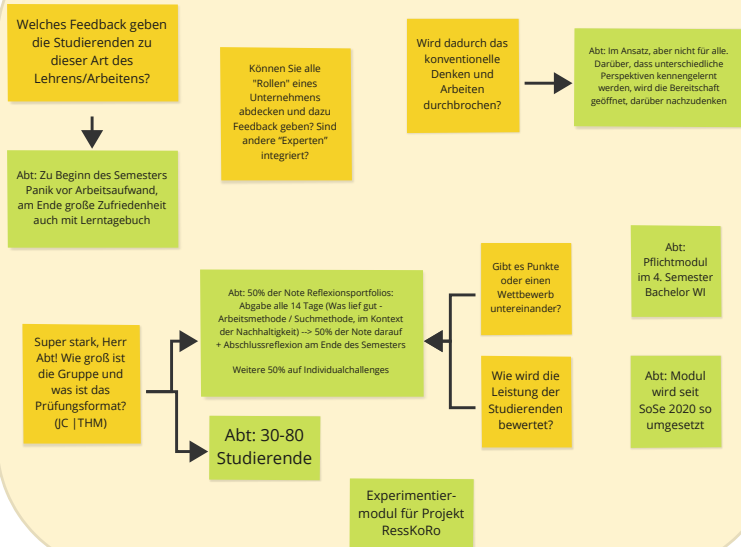 Welches Feedback geben
die Studierenden zu
dieser Art des
Lehrens/Arbeitens?
Können Sie alle
"Rollen" eines
Unternehmens
abdecken und dazu
Feedback geben? Sind
andere "Experten"
integriert?
Wird dadurch das
konventionelle
Denken und
Arbeiten
durchbrochen?
Abt: Im Ansatz, aber nicht für alle.
Darüber, dass unterschiedliche
Perspektiven kennengelernt
werden, wird die Bereitschaft
geöffnet, darüber nachzudenken
Abt: Zu Beginn des Semesters
Panik vor Arbeitsaufwand,
am Ende große Zufriedenheit
auch mit Lerntagebuch
Abt: 50% der Note Reflexionsportfolios:
Abgabe alle 14 Tage (Was lief gut -
Arbeitsmethode / Suchmethode, im Kontext
der Nachhaltigkeit) --> 50% der Note darauf
+ Abschlussreflexion am Ende des Semesters
Weitere 50% auf Individualchallenges
Gibt es Punkte
oder einen
Wettbewerb
untereinander?
Abt:
Pflichtmodul
im 4. Semester
Bachelor WI
Super stark, Herr
Abt! Wie groß ist
die Gruppe und
was ist das
Prüfungsformat?
(JC |THM)
Wie wird die
Leistung der
Studierenden
bewertet?
Abt: Modul
wird seit
SoSe 2020 so
umgesetzt
Abt: 30-80
Studierende
Experimentier-
modul für Projekt
RessKoRo